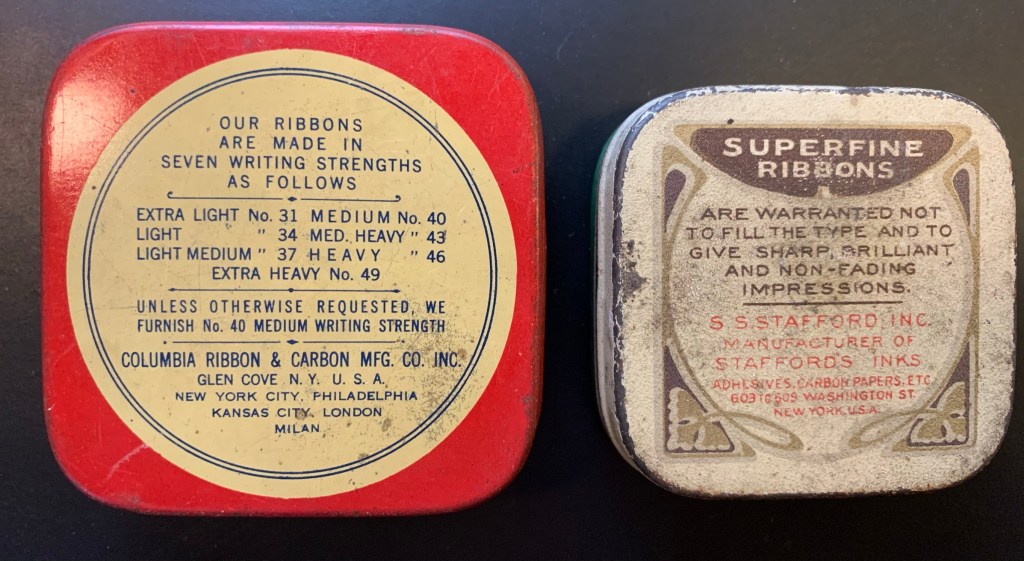 OUR RIBBONS
ARE MADE IN
SEVEN WRITING STRENGTHS
AS FOLLOWS
EXTRA LIGHT No. 31 MEDIUM No. 40
LIGHT " 34 MED. HEAVY " 43
LIGHT MEDIUM " 37 HEAVY " 46
EXTRA HEAVY No. 49
UNLESS OTHERWISE REQUESTED, WE
FURNISH No. 40 MEDIUM WRITING STRENGTH
COLUMBIA RIBBON & CARBON MFG. CO. INC.
GLEN COVE N.Y. U. S. A.
NEW YORK CITY, PHILADELPHIA
KANSAS CITY, LONDON
MILAN
SUPERFINE
RIBBONS
ARE WARRANTED NOT
TO FILL THE TYPE AND TO
GIVE SHARP, BRILLIANT
AND NON-FADING
IMPRESSIONS.
S. S. STAFFORD, INC.
MANUFACTURER OF
STAFFORD'S INKS
ADHESIVES, CARBON PAPERS, ETC.
603 to 609 WASHINGTON ST.
NEW YORK, U.S.A.